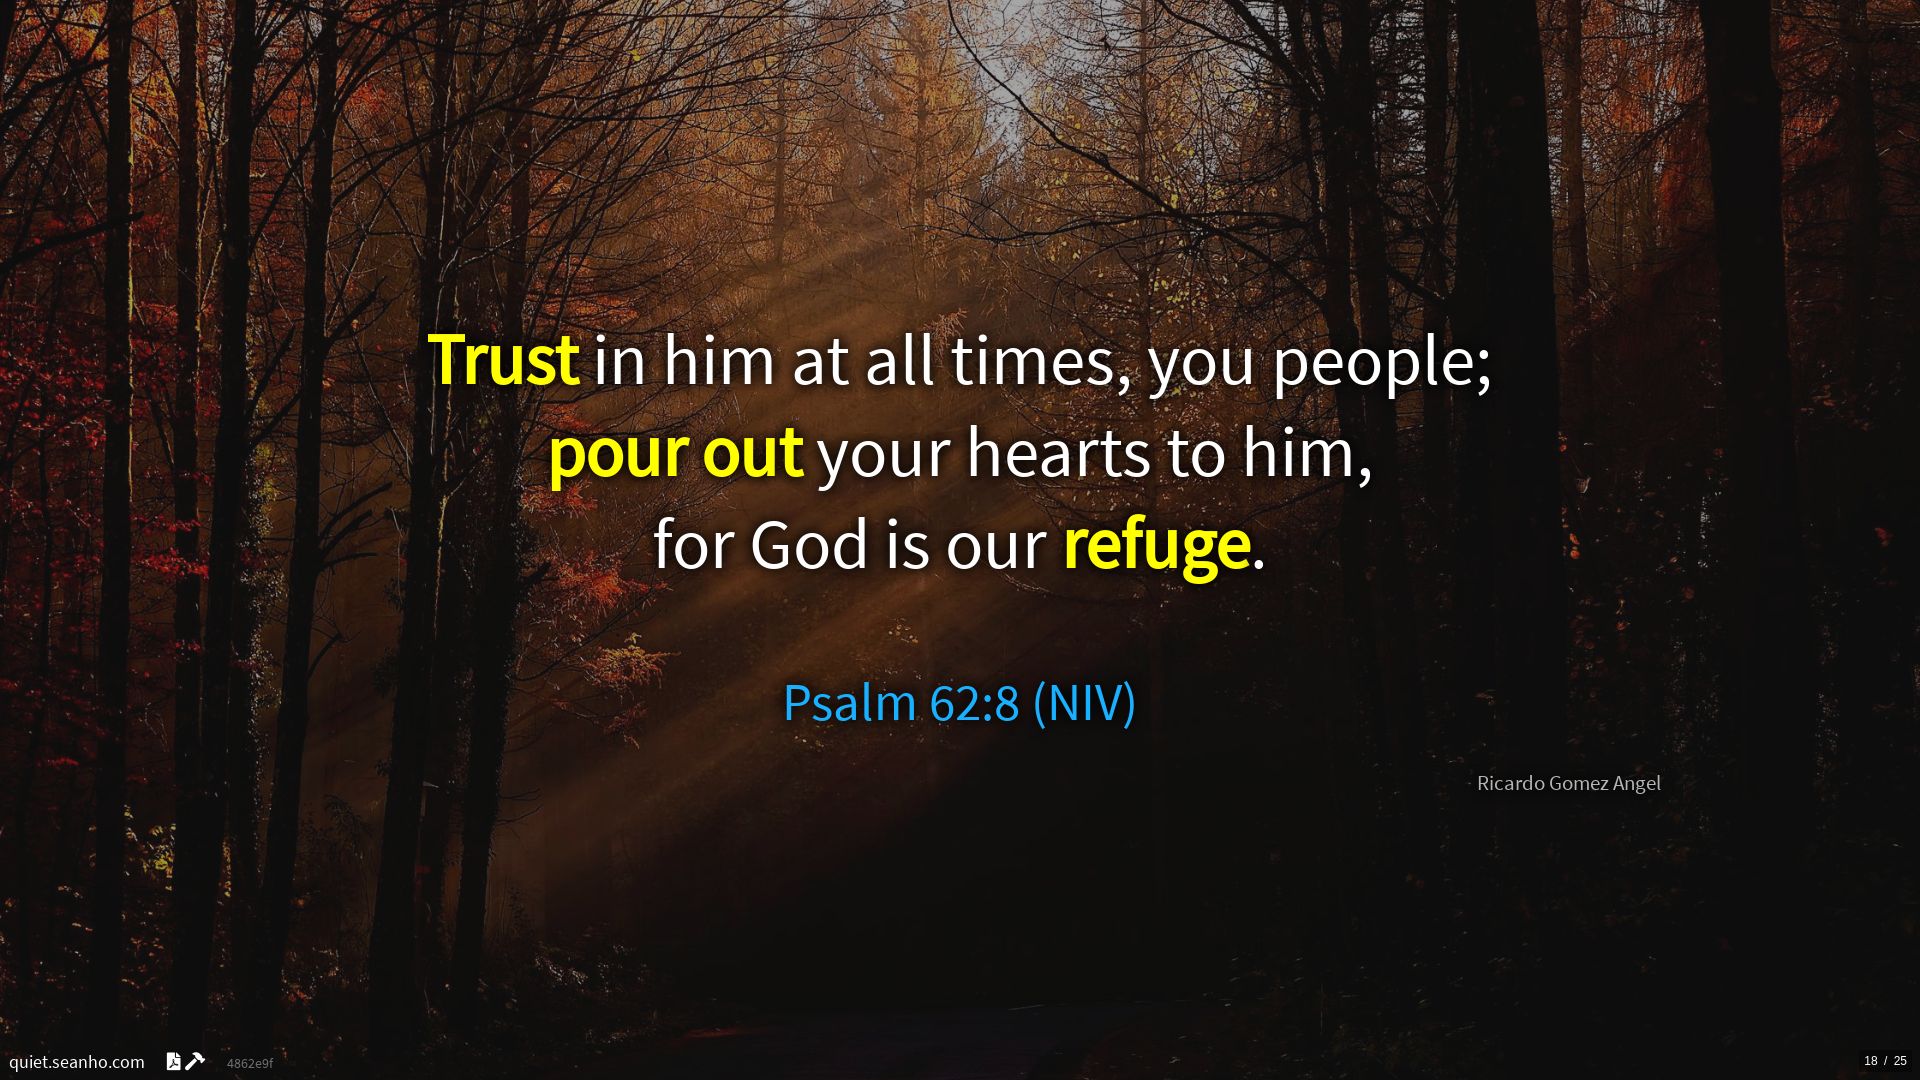 Trust in him at all times, you people;
pour out your hearts to him,
for God is our refuge.
Psalm 62:8 (NIV)
Ricardo Gomez Angel
quiet.seanho.com 4862e9f
18 / 25